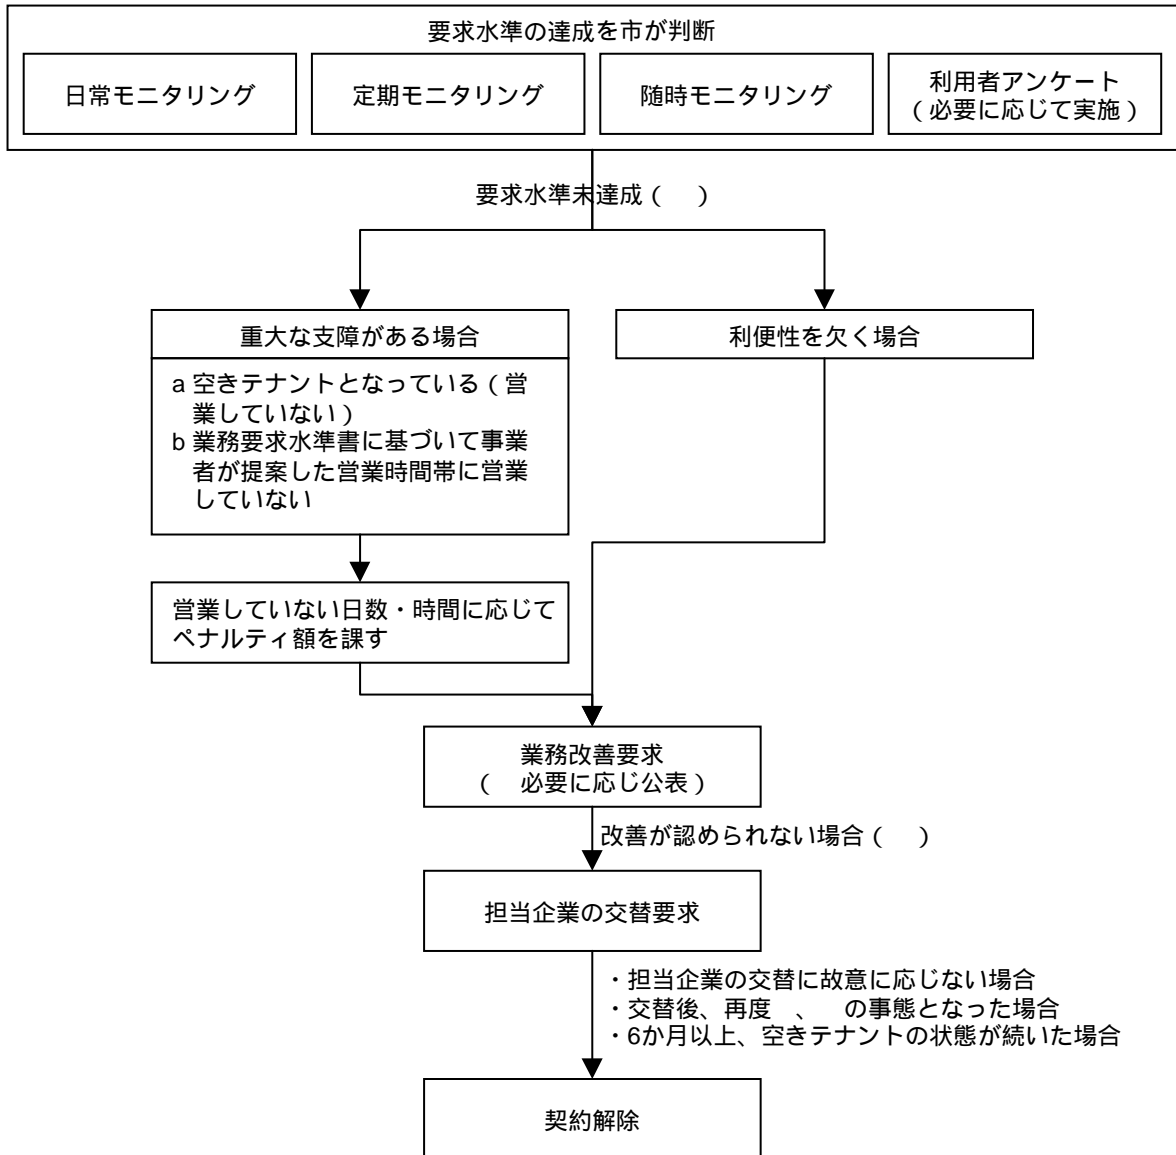 要求水準の達成を市が判断
日常モニタリング
定期モニタリング
随時モニタリング
利用者アンケート
(必要に応じて実施)
要求水準未達成(　)
重大な支障がある場合
利便性を欠く場合
a 空きテナントとなっている(営
業していない)
b 業務要求水準書に基づいて事業
者が提案した営業時間帯に営業
していない
営業していない日数・時間に応じて
ペナルティ額を課す
業務改善要求
(　必要に応じ公表)
改善が認められない場合(　)
担当企業の交替要求
・担当企業の交替に故意に応じない場合
・交替後、再度　、　の事態となった場合
・6か月以上、空きテナントの状態が続いた場合
契約解除